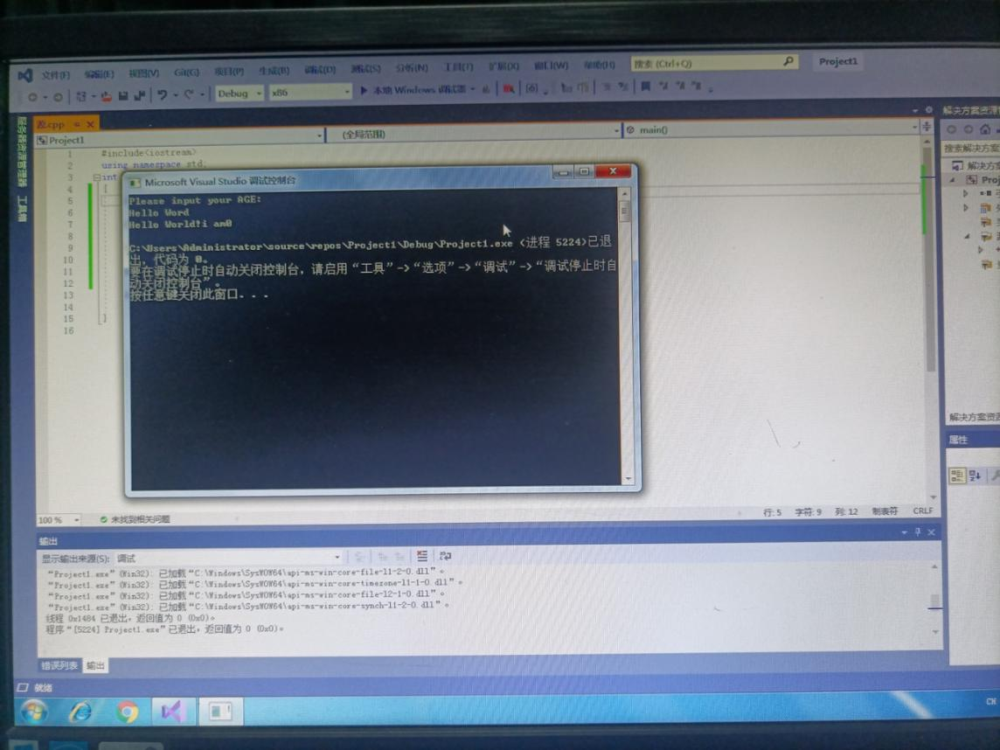 文件(F) 编辑(E) 视图(V) Git(G) 项目(P) 生成(B) 调试(D) 测试(S) 分析(N) 工具(T) 扩展(X) 窗口(W) 帮助(H) 搜索 (Ctrl+Q) Project1
Debug x86 本地 Windows 调试器
服务器资源管理器 工具箱
.cpp
Project1 (全局范围) main()
1 #include<iostream>
2 using namespace std;
3 int
4 {
5
6
7
8
9
10
11
12
13
14
15 }
16
Microsoft Visual Studio 调试控制台
Please input your AGE:
Hello Word
Hello World!i am0
C:\Users\Administrator\source\repos\Project1\Debug\Project1.exe (进程 5224)已退
出，代码为 0。
要在调试停止时自动关闭控制台，请启用“工具”->“选项”->“调试”->“调试停止时自
动关闭控制台”。
按任意键关闭此窗口. . .
解决方案资源
搜索解决方案
解决方
Proj
解决方案资源
属性
100 % 未找到相关问题 行: 5 字符: 9 列: 12 制表符 CRLF
输出
显示输出来源(S): 调试
“Project1.exe” (Win32): 已加载“C:\Windows\SysWOW64\api-ms-win-core-file-l1-2-0.dll”。
“Project1.exe” (Win32): 已加载“C:\Windows\SysWOW64\api-ms-win-core-timezone-l1-1-0.dll”。
“Project1.exe” (Win32): 已加载“C:\Windows\SysWOW64\api-ms-win-core-file-l2-1-0.dll”。
“Project1.exe” (Win32): 已加载“C:\Windows\SysWOW64\api-ms-win-core-synch-l1-2-0.dll”。
线程 0x1484 已退出，返回值为 0 (0x0)。
程序“[5224] Project1.exe”已退出，返回值为 0 (0x0)。
错误列表 输出
就绪
CH